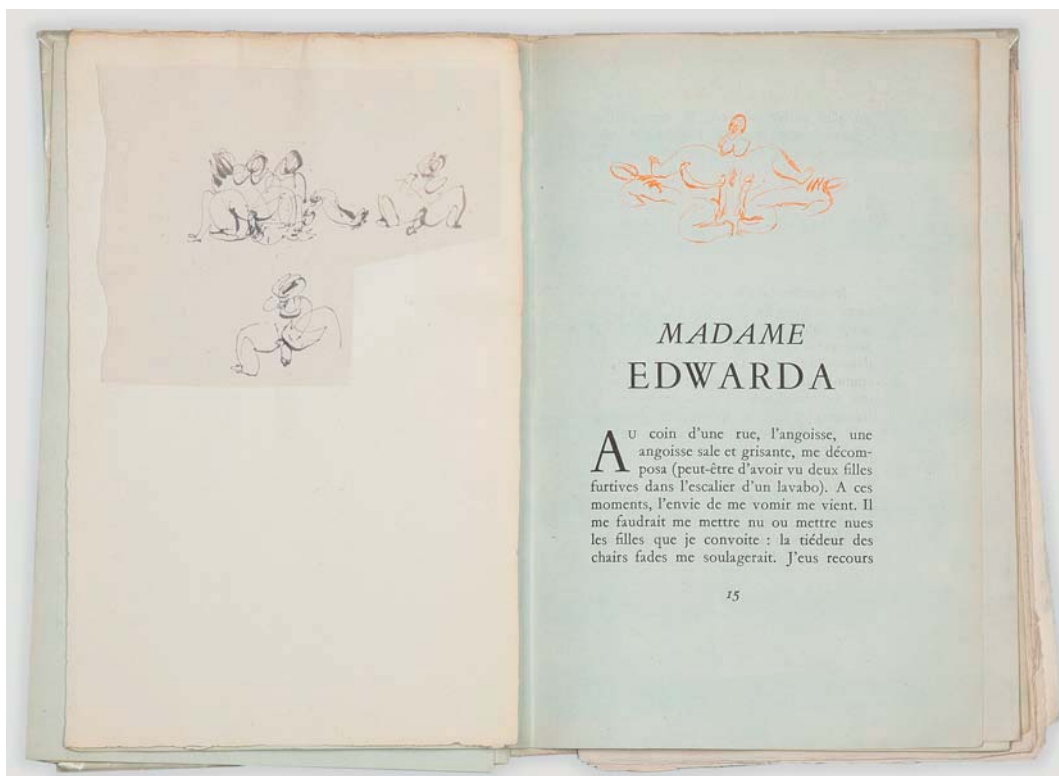 MADAME
EDWARDA
AU coin d'une rue, l'angoisse, une
angoisse sale et grisante, me décom-
posa (peut-être d'avoir vu deux filles
furtives dans l'escalier d'un lavabo). A ces
moments, l'envie de me vomir me vient. Il
me faudrait me mettre nu ou mettre nues
les filles que je convoite : la tiédeur des
chairs fades me soulagerait. J'eus recours
15